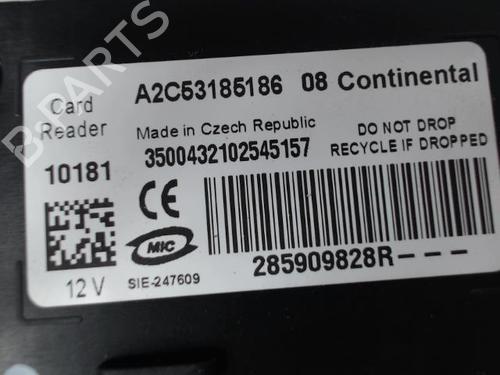 Card Reader
A2C53185186 08 Continental
Made in Czech Republic
DO NOT DROP
RECYCLE IF DROPPED
3500432102545157
10181
CE
MIC
12 V
SIE-247609
285909828R---